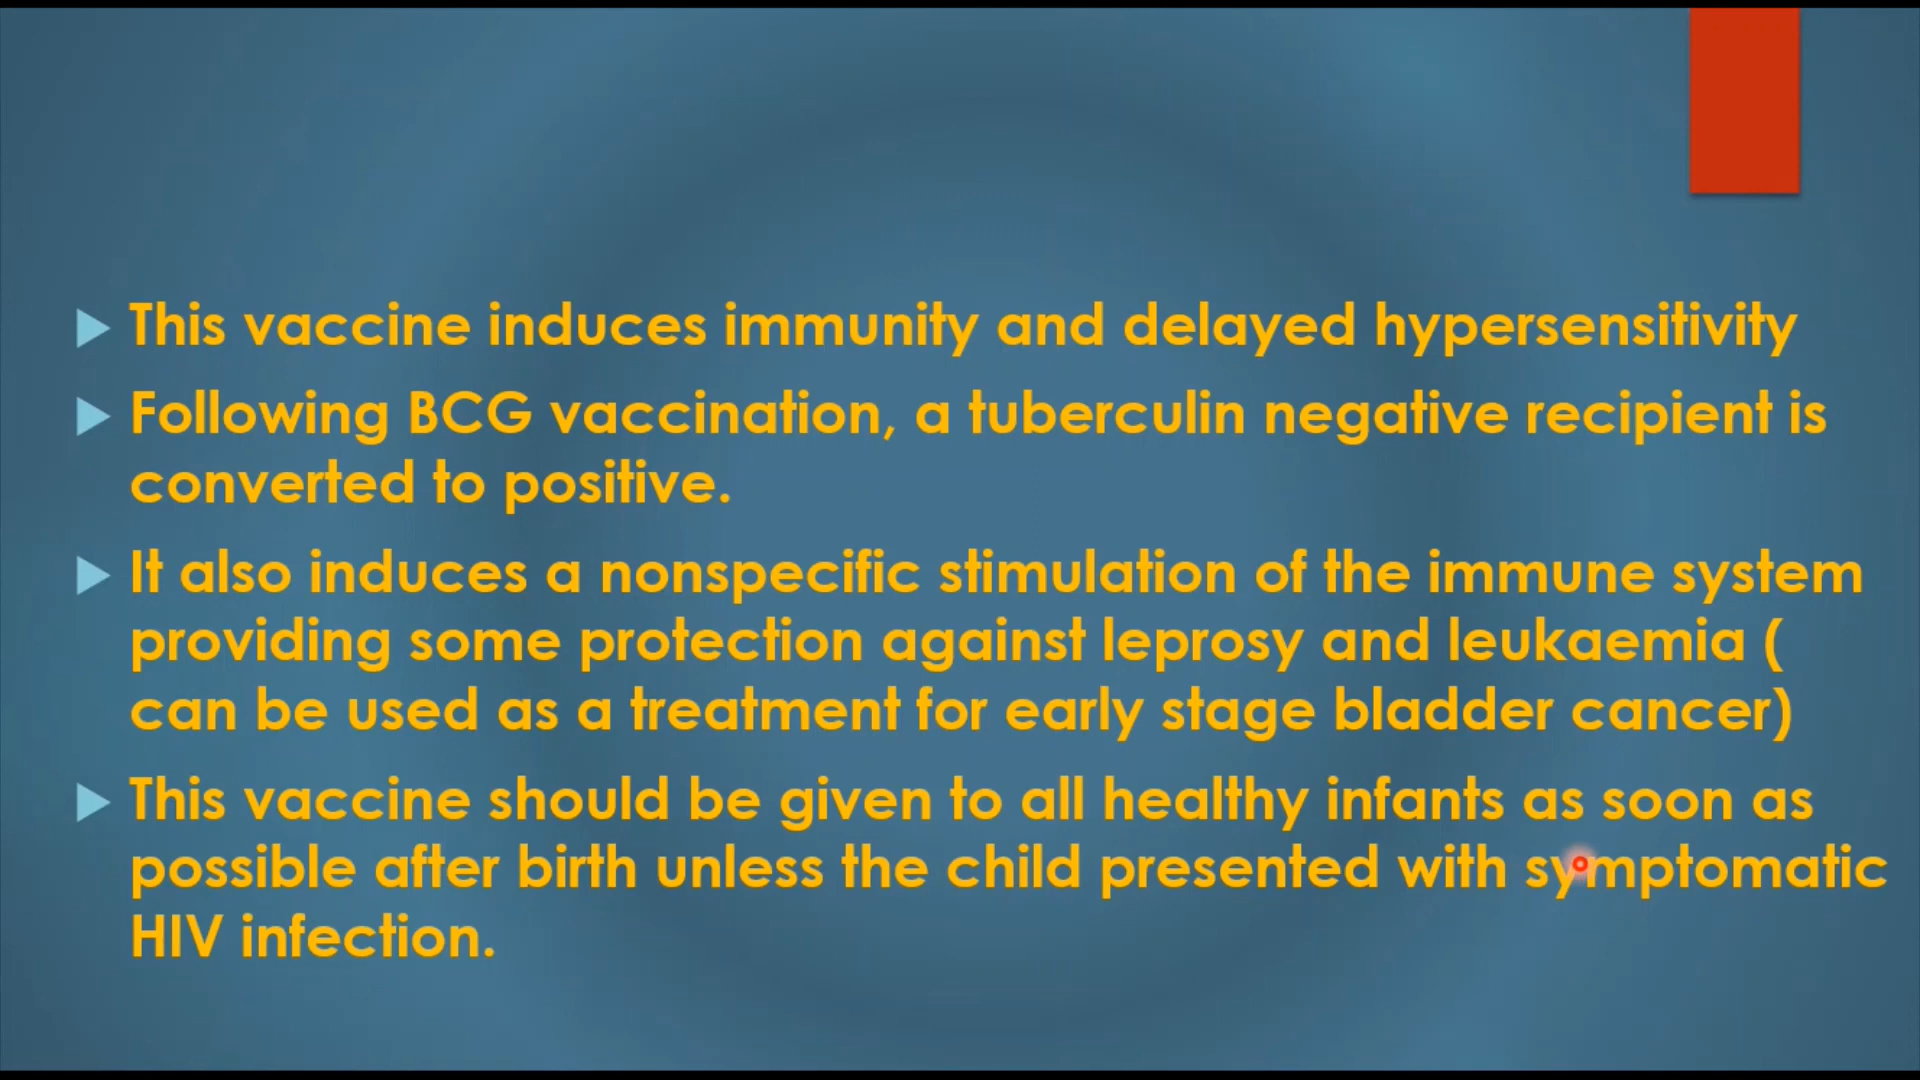 This vaccine induces immunity and delayed hypersensitivity
Following BCG vaccination, a tuberculin negative recipient is
converted to positive.
It also induces a nonspecific stimulation of the immune system
providing some protection against leprosy and leukaemia (
can be used as a treatment for early stage bladder cancer)
This vaccine should be given to all healthy infants as soon as
possible after birth unless the child presented with symptomatic
HIV infection.